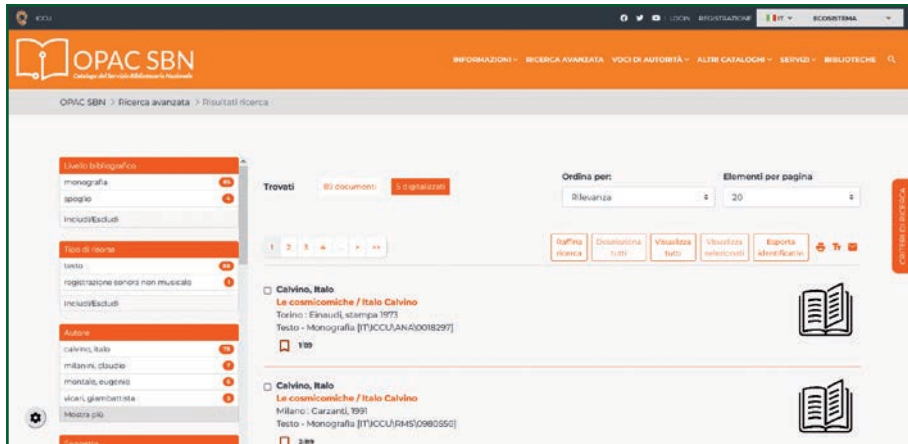 ICCU
LOGIN REGISTRAZIONE IT ECOSISTEMA
OPAC SBN
Catalogo del Servizio Bibliotecario Nazionale
INFORMAZIONI RICERCA AVANZATA VOCI DI AUTORITÀ ALTRI CATALOGHI SERVIZI BIBLIOTECHE
OPAC SBN > Ricerca avanzata > Risultati ricerca
Livello bibliografico
monografia
spoglio 4
Includi/Escludi
Tipo di risorsa
testo
registrazione sonora non musicale 1
Includi/Escludi
Autore
calvino, italo 78
milanini, claudio 7
montale, eugenio
vicari, giambattista
Mostra più
Trovati 89 documenti 5 digitalizzati
Ordina per:
Rilevanza
Elementi per pagina
20
1 2 3 4 ... > >>
Raffina ricerca
Deseleziona tutti
Visualizza tutti
Visualizza selezionati
Esporta identificativi
CRITERI DI RICERCA
Calvino, Italo
Le cosmicomiche / Italo Calvino
Torino : Einaudi, stampa 1973
Testo - Monografia [IT\ICCU\ANA\0018297]
1/89
Calvino, Italo
Le cosmicomiche / Italo Calvino
Milano : Garzanti, 1991
Testo - Monografia [IT\ICCU\RMS\0980550]
2/89